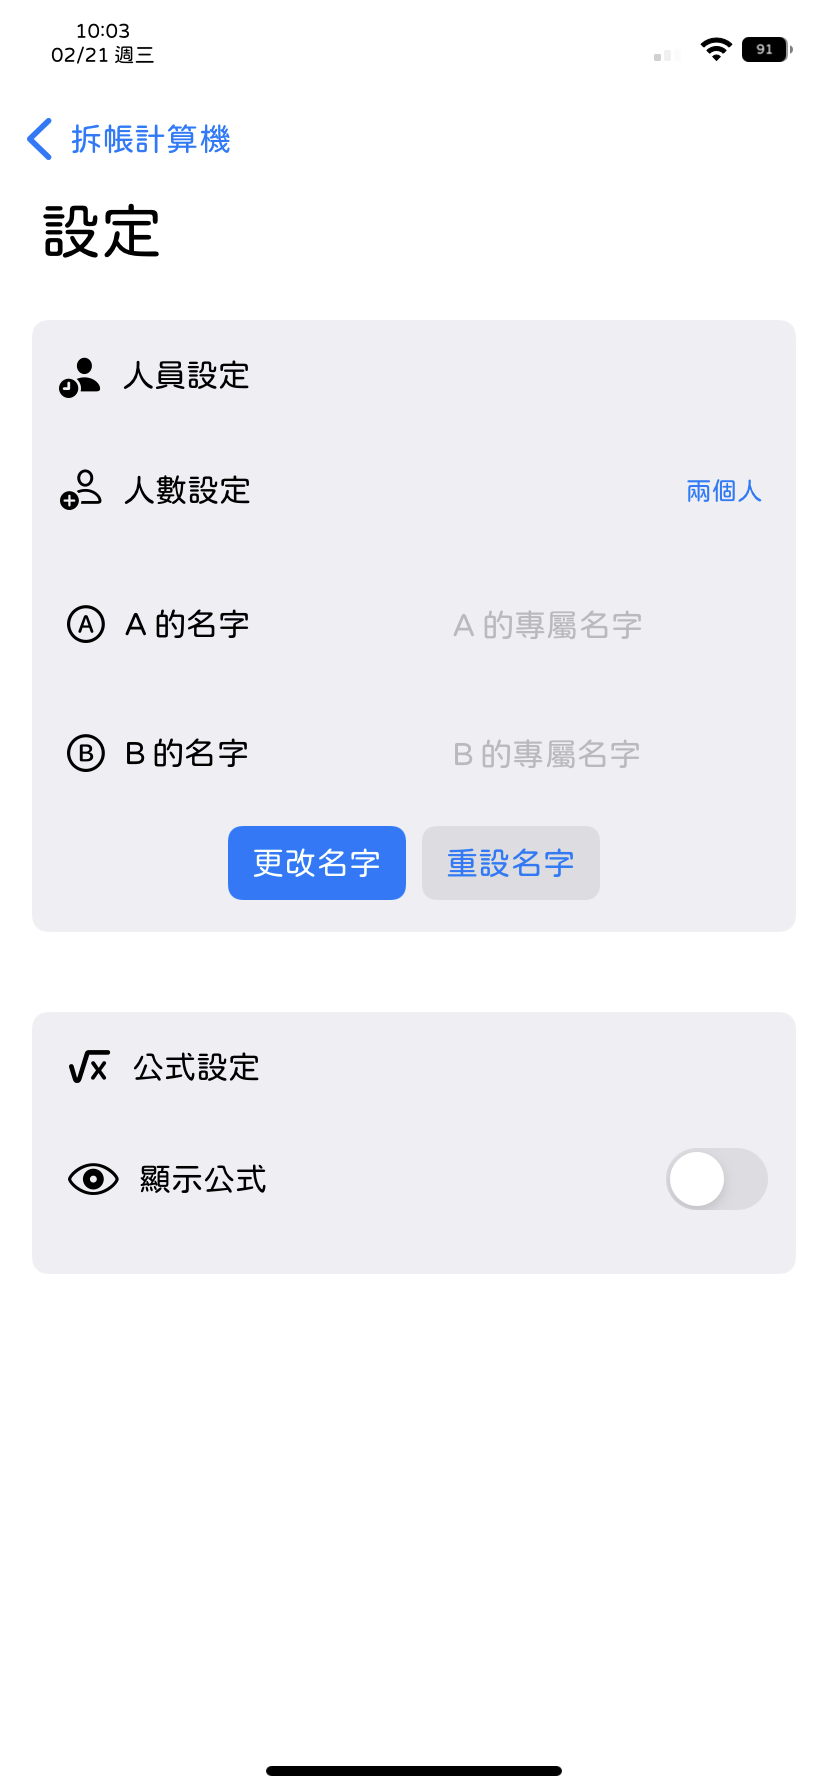 10:03
02/21 週三
91
拆帳計算機
設定
人員設定
人數設定
兩個人
A
A 的名字
A 的專屬名字
B
B 的名字
B 的專屬名字
更改名字
重設名字
√x
公式設定
顯示公式